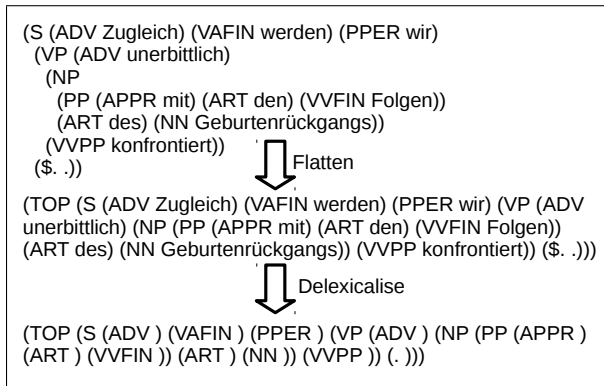 (S (ADV Zugleich) (VAFIN werden) (PPER wir)
(VP (ADV unerbittlich)
(NP
(PP (APPR mit) (ART den) (VVFIN Folgen))
(ART des) (NN Geburtenrückgangs))
(VVPP konfrontiert))
($. .))
Flatten
(TOP (S (ADV Zugleich) (VAFIN werden) (PPER wir) (VP (ADV
unerbittlich) (NP (PP (APPR mit) (ART den) (VVFIN Folgen))
(ART des) (NN Geburtenrückgangs)) (VVPP konfrontiert)) ($. .)))
Delexicalise
(TOP (S (ADV ) (VAFIN ) (PPER ) (VP (ADV ) (NP (PP (APPR )
(ART ) (VVFIN )) (ART ) (NN )) (VVPP )) (. )))